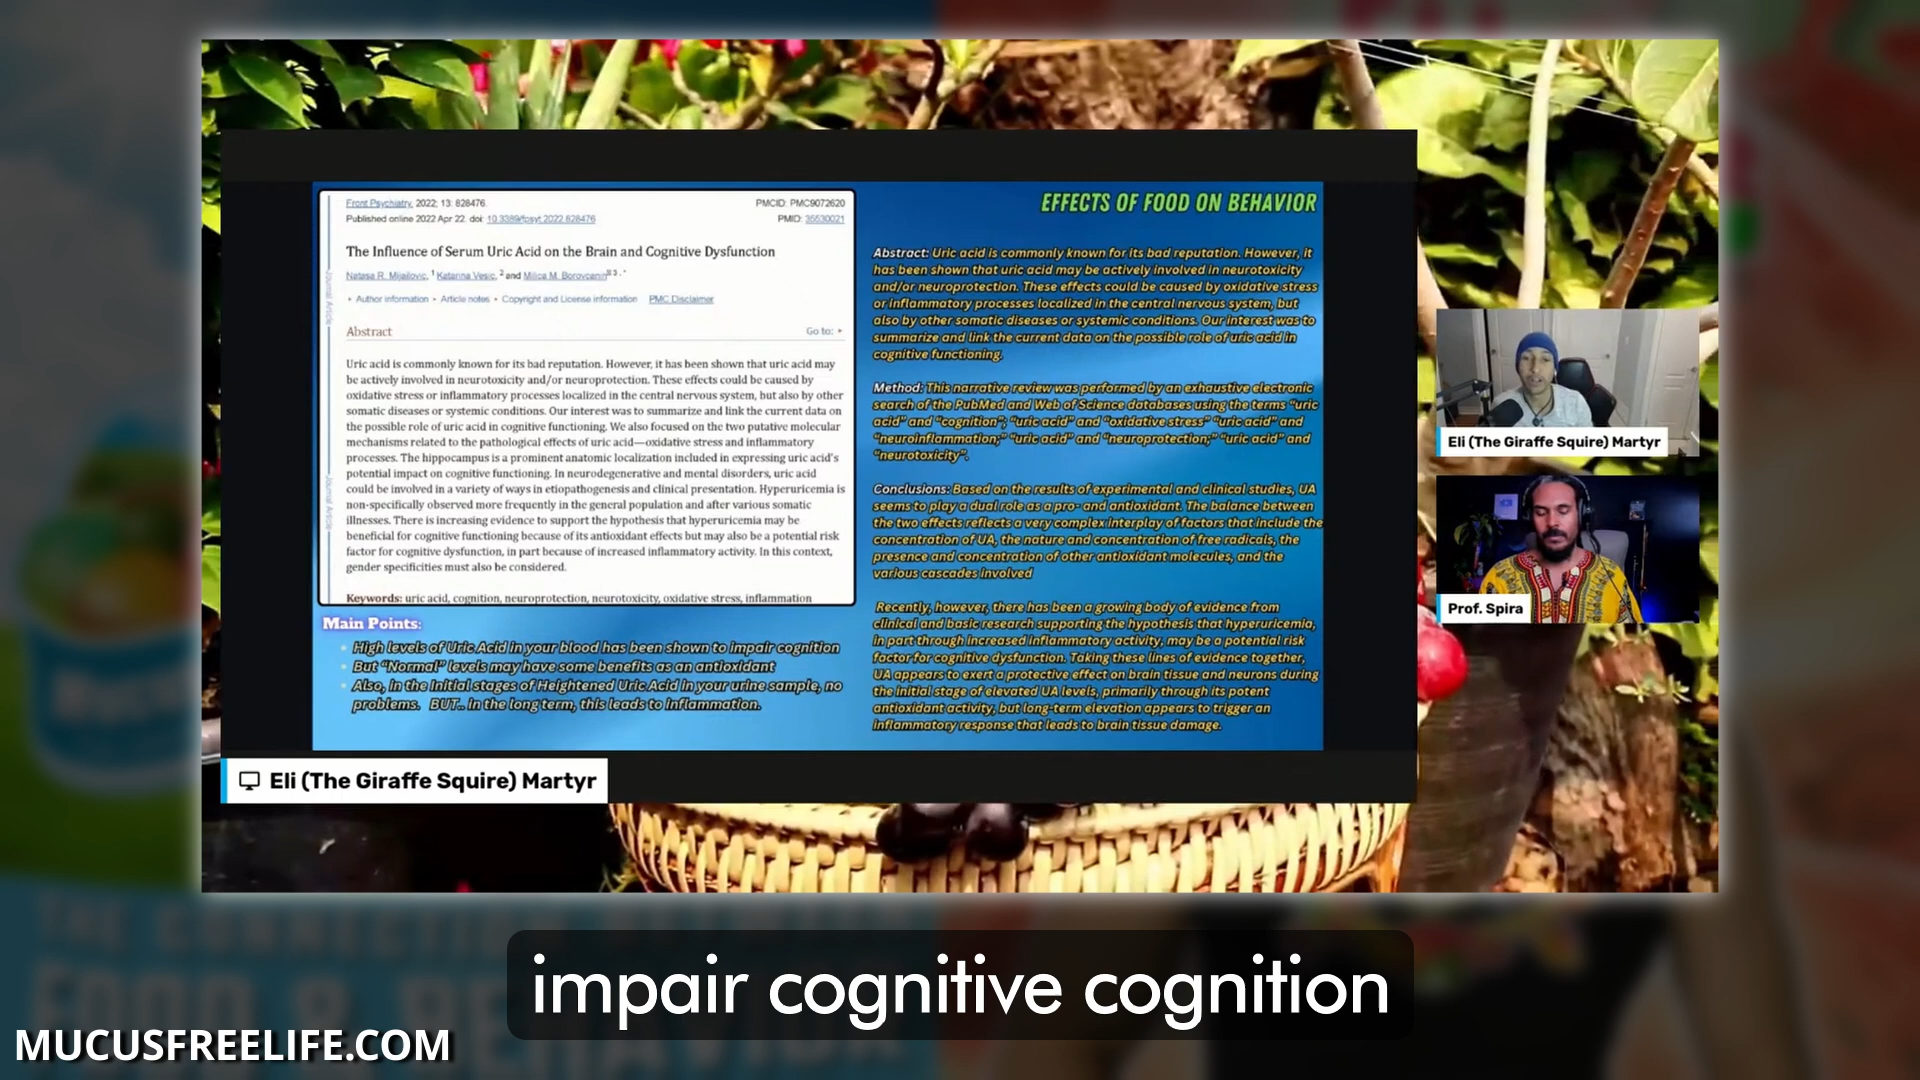 Front Psychiatry. 2022; 13: 828476.
PMCID: PMC9072620
Published online 2022 Apr 22. doi: 10.3389/fpsyt.2022.828476
PMID: 35530021
The Influence of Serum Uric Acid on the Brain and Cognitive Dysfunction
Natasa R. Mijailovic, 1 Katarina Vesic, 2 and Milica M. Borovcanin 3, *
• Author information • Article notes • Copyright and License information PMC Disclaimer
Abstract
Go to: ▸
Uric acid is commonly known for its bad reputation. However, it has been shown that uric acid may
be actively involved in neurotoxicity and/or neuroprotection. These effects could be caused by
oxidative stress or inflammatory processes localized in the central nervous system, but also by other
somatic diseases or systemic conditions. Our interest was to summarize and link the current data on
the possible role of uric acid in cognitive functioning. We also focused on the two putative molecular
mechanisms related to the pathological effects of uric acid—oxidative stress and inflammatory
processes. The hippocampus is a prominent anatomic localization included in expressing uric acid's
potential impact on cognitive functioning. In neurodegenerative and mental disorders, uric acid
could be involved in a variety of ways in etiopathogenesis and clinical presentation. Hyperuricemia is
non-specifically observed more frequently in the general population and after various somatic
illnesses. There is increasing evidence to support the hypothesis that hyperuricemia may be
beneficial for cognitive functioning because of its antioxidant effects but may also be a potential risk
factor for cognitive dysfunction, in part because of increased inflammatory activity. In this context,
gender specificities must also be considered.
Keywords: uric acid, cognition, neuroprotection, neurotoxicity, oxidative stress, inflammation
Main Points:
High levels of Uric Acid in your blood has been shown to impair cognition
But "Normal" levels may have some benefits as an antioxidant
Also, in the Initial stages of Heightened Uric Acid in your urine sample, no
problems. BUT.. in the long term, this leads to Inflammation.
EFFECTS OF FOOD ON BEHAVIOR
Abstract: Uric acid is commonly known for its bad reputation. However, it
has been shown that uric acid may be actively involved in neurotoxicity
and/or neuroprotection. These effects could be caused by oxidative stress
or inflammatory processes localized in the central nervous system, but
also by other somatic diseases or systemic conditions. Our interest was to
summarize and link the current data on the possible role of uric acid in
cognitive functioning.
Method: This narrative review was performed by an exhaustive electronic
search of the PubMed and Web of Science databases using the terms "uric
acid" and "cognition"; "uric acid" and "oxidative stress" "uric acid" and
"neuroinflammation;" "uric acid" and "neuroprotection;" "uric acid" and
"neurotoxicity".
Conclusions: Based on the results of experimental and clinical studies, UA
seems to play a dual role as a pro- and antioxidant. The balance between
the two effects reflects a very complex interplay of factors that include the
concentration of UA, the nature and concentration of free radicals, the
presence and concentration of other antioxidant molecules, and the
various cascades involved
Recently, however, there has been a growing body of evidence from
clinical and basic research supporting the hypothesis that hyperuricemia,
in part through increased inflammatory activity, may be a potential risk
factor for cognitive dysfunction. Taking these lines of evidence together,
UA appears to exert a protective effect on brain tissue and neurons during
the initial stage of elevated UA levels, primarily through its potent
antioxidant activity, but long-term elevation appears to trigger an
inflammatory response that leads to brain tissue damage.
Eli (The Giraffe Squire) Martyr
Prof. Spira
Eli (The Giraffe Squire) Martyr
impair cognitive cognition
MUCUSFREELIFE.COM